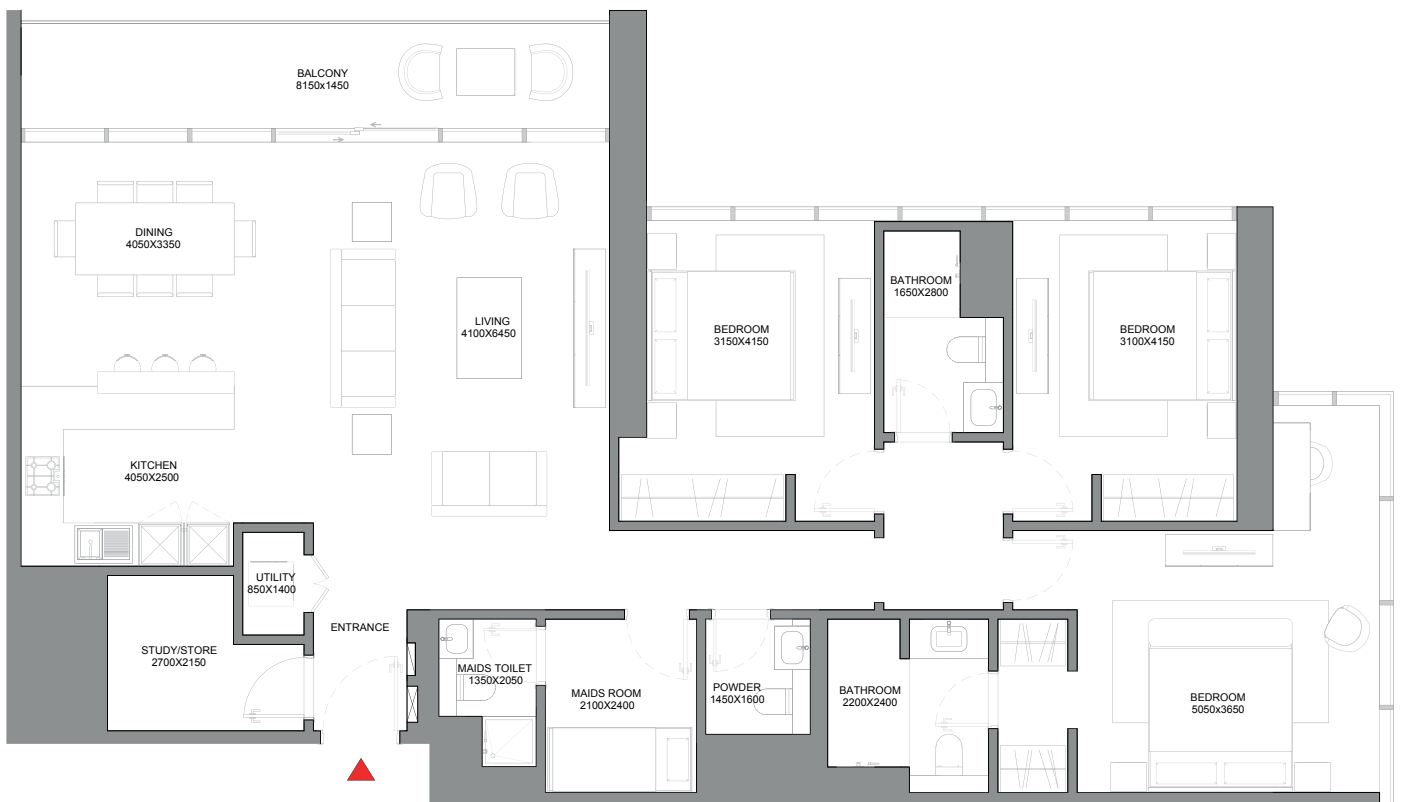 BALCONY
8150x1450
DINING
4050X3350
LIVING
4100X6450
BEDROOM
3150X4150
BATHROOM
1650X2800
BEDROOM
3100X4150
KITCHEN
4050X2500
UTILITY
850X1400
ENTRANCE
STUDY/STORE
2700X2150
MAIDS TOILET
1350X2050
MAIDS ROOM
2100X2400
POWDER
1450X1600
BATHROOM
2200X2400
BEDROOM
5050x3650